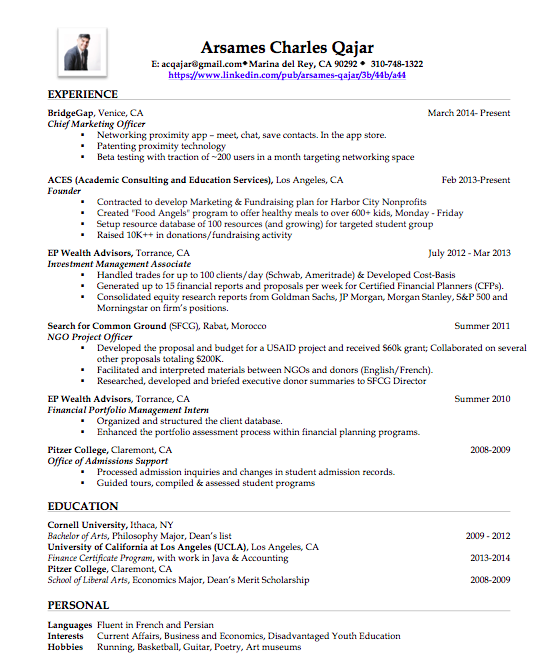 Arsames Charles Qajar
E: acqajar@gmail.com●Marina del Rey, CA 90292 ● 310-748-1322
https://www.linkedin.com/pub/arsames-qajar/3b/44b/a44
EXPERIENCE
BridgeGap, Venice, CA March 2014- Present
Chief Marketing Officer
▪ Networking proximity app – meet, chat, save contacts. In the app store.
▪ Patenting proximity technology
▪ Beta testing with traction of ~200 users in a month targeting networking space
ACES (Academic Consulting and Education Services), Los Angeles, CA Feb 2013-Present
Founder
▪ Contracted to develop Marketing & Fundraising plan for Harbor City Nonprofits
▪ Created "Food Angels" program to offer healthy meals to over 600+ kids, Monday - Friday
▪ Setup resource database of 100 resources (and growing) for targeted student group
▪ Raised 10K++ in donations/fundraising activity
EP Wealth Advisors, Torrance, CA July 2012 - Mar 2013
Investment Management Associate
▪ Handled trades for up to 100 clients/day (Schwab, Ameritrade) & Developed Cost-Basis
▪ Generated up to 15 financial reports and proposals per week for Certified Financial Planners (CFPs).
▪ Consolidated equity research reports from Goldman Sachs, JP Morgan, Morgan Stanley, S&P 500 and
Morningstar on firm's positions.
Search for Common Ground (SFCG), Rabat, Morocco Summer 2011
NGO Project Officer
▪ Developed the proposal and budget for a USAID project and received $60k grant; Collaborated on several
other proposals totaling $200K.
▪ Facilitated and interpreted materials between NGOs and donors (English/French).
▪ Researched, developed and briefed executive donor summaries to SFCG Director
EP Wealth Advisors, Torrance, CA Summer 2010
Financial Portfolio Management Intern
▪ Organized and structured the client database.
▪ Enhanced the portfolio assessment process within financial planning programs.
Pitzer College, Claremont, CA 2008-2009
Office of Admissions Support
▪ Processed admission inquiries and changes in student admission records.
▪ Guided tours, compiled & assessed student programs
EDUCATION
Cornell University, Ithaca, NY
Bachelor of Arts, Philosophy Major, Dean's list 2009 - 2012
University of California at Los Angeles (UCLA), Los Angeles, CA
Finance Certificate Program, with work in Java & Accounting 2013-2014
Pitzer College, Claremont, CA
School of Liberal Arts, Economics Major, Dean's Merit Scholarship 2008-2009
PERSONAL
Languages Fluent in French and Persian
Interests Current Affairs, Business and Economics, Disadvantaged Youth Education
Hobbies Running, Basketball, Guitar, Poetry, Art museums